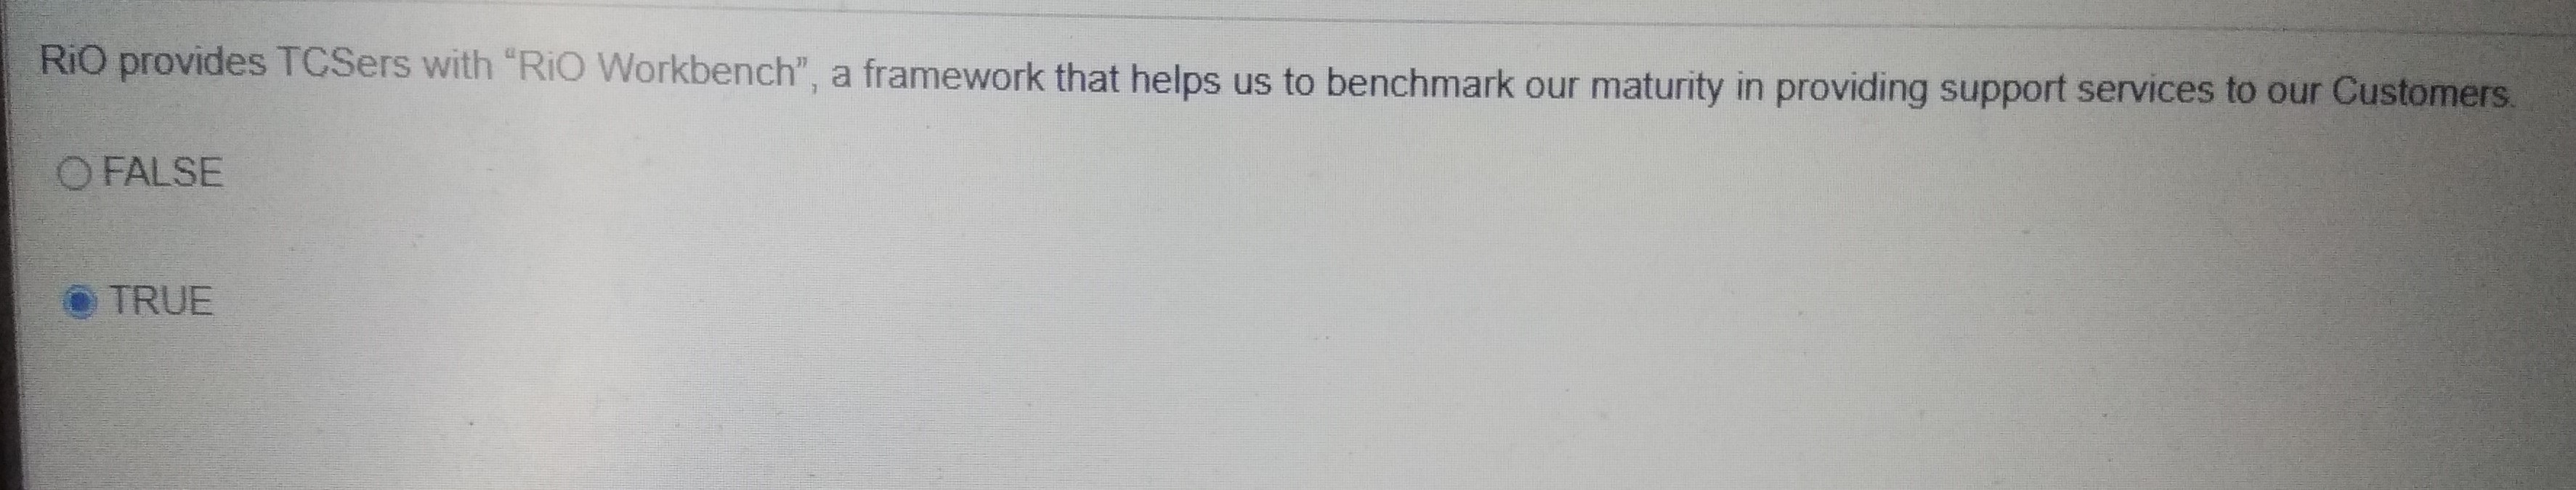 RiO provides TCSers with “RiO Workbench”, a framework that helps us to benchmark our maturity in providing support services to our Customers.
FALSE
TRUE